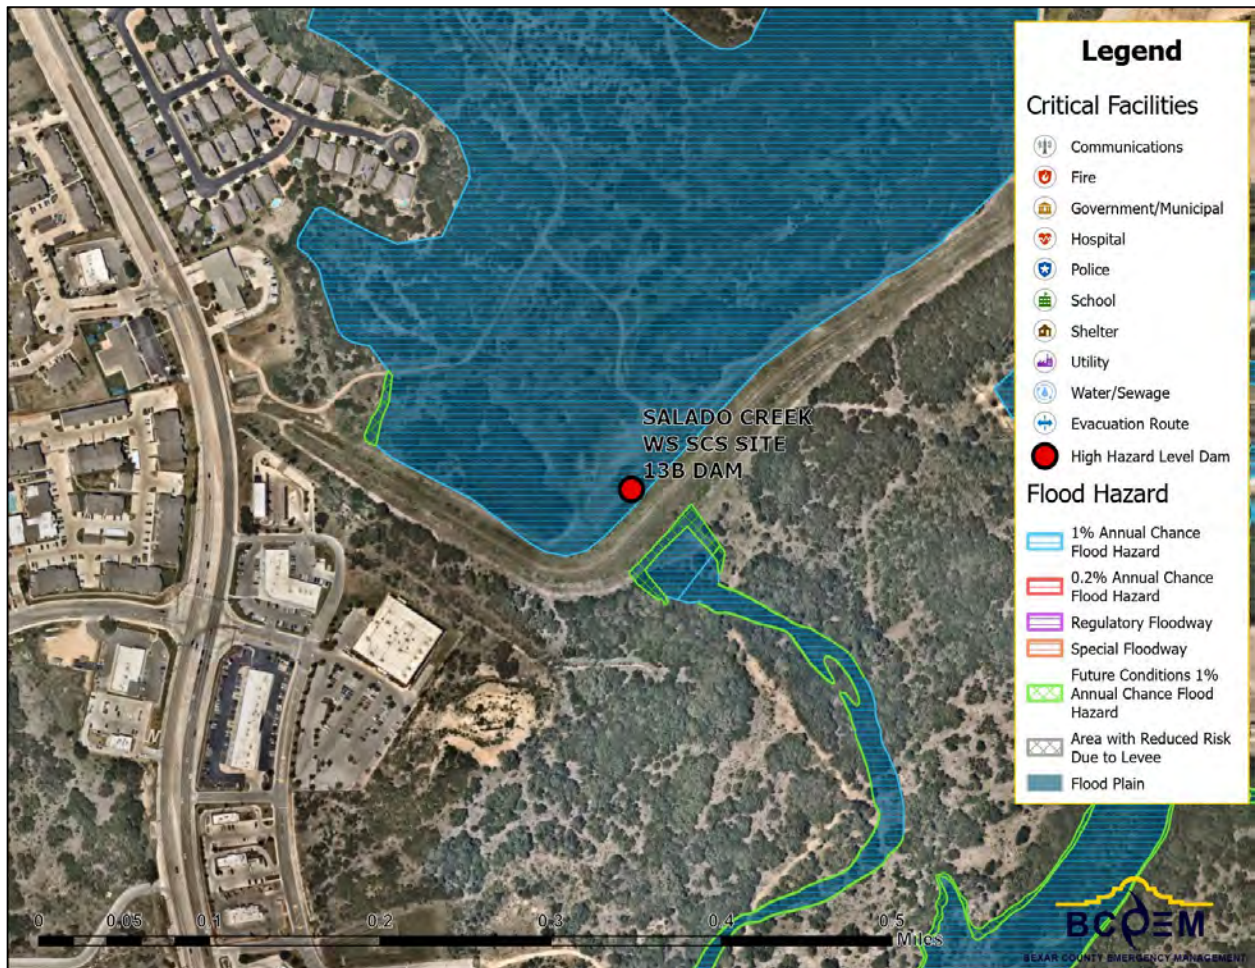 Legend
Critical Facilities
Communications
Fire
Government/Municipal
Hospital
Police
School
Shelter
Utility
Water/Sewage
Evacuation Route
High Hazard Level Dam
Flood Hazard
1% Annual Chance
Flood Hazard
0.2% Annual Chance
Flood Hazard
Regulatory Floodway
Special Floodway
Future Conditions 1%
Annual Chance Flood
Hazard
Area with Reduced Risk
Due to Levee
Flood Plain
SALADO CREEK
WS SCS SITE
13B DAM
0 0.05 0.1 0.2 0.3 0.4 0.5
Miles
BCOEM
BEXAR COUNTY EMERGENCY MANAGEMENT